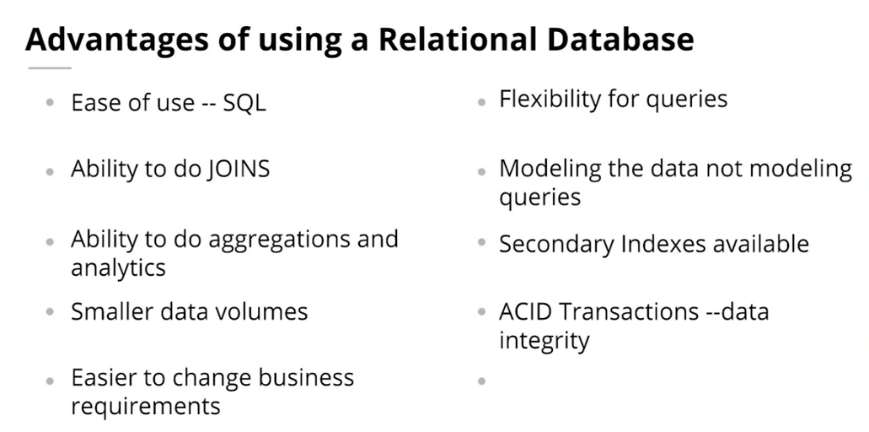 Advantages of using a Relational Database
Ease of use -- SQL
Ability to do JOINS
Ability to do aggregations and
analytics
Smaller data volumes
Easier to change business
requirements
Flexibility for queries
Modeling the data not modeling
queries
Secondary Indexes available
ACID Transactions --data
integrity